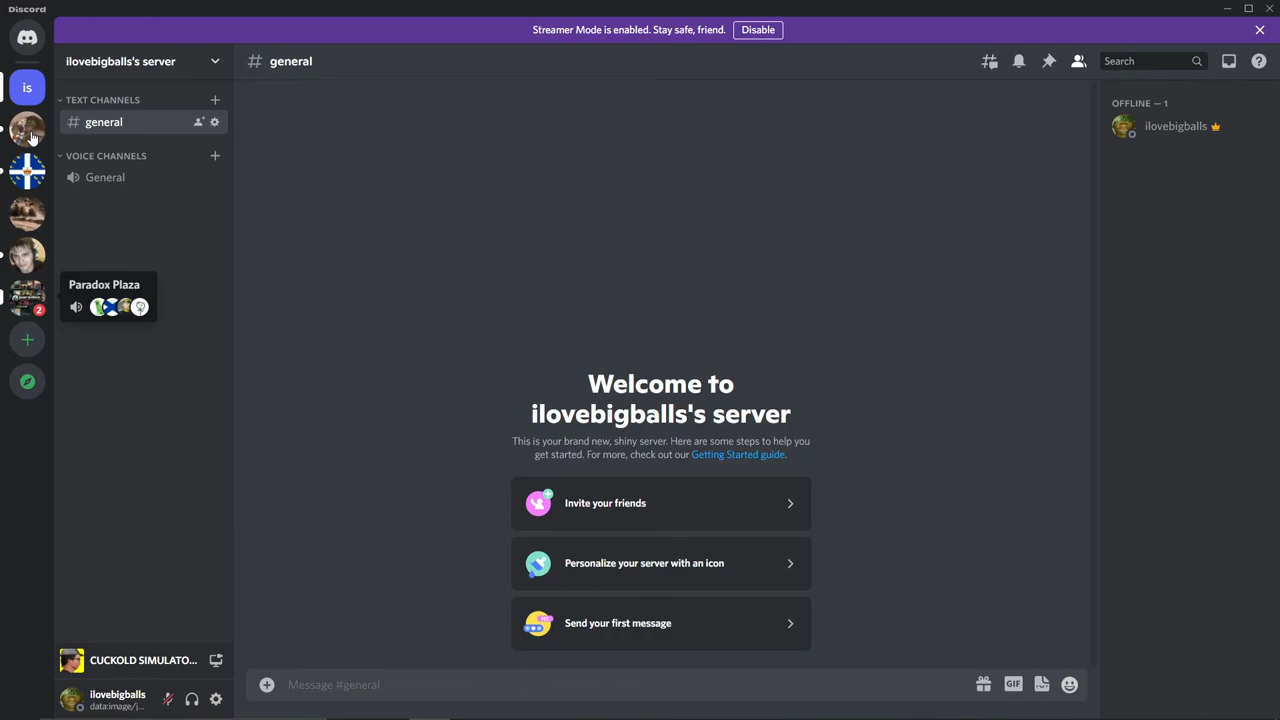 Discord
Streamer Mode is enabled. Stay safe, friend. Disable
is
ilovebigballs's server
general
Search
TEXT CHANNELS
general
VOICE CHANNELS
General
Paradox Plaza
2
OFFLINE — 1
ilovebigballs
Welcome to
ilovebigballs's server
This is your brand new, shiny server. Here are some steps to help you
get started. For more, check out our Getting Started guide.
Invite your friends
Personalize your server with an icon
Send your first message
CUCKOLD SIMULATO...
ilovebigballs
data:image/j...
Message #general
GIF